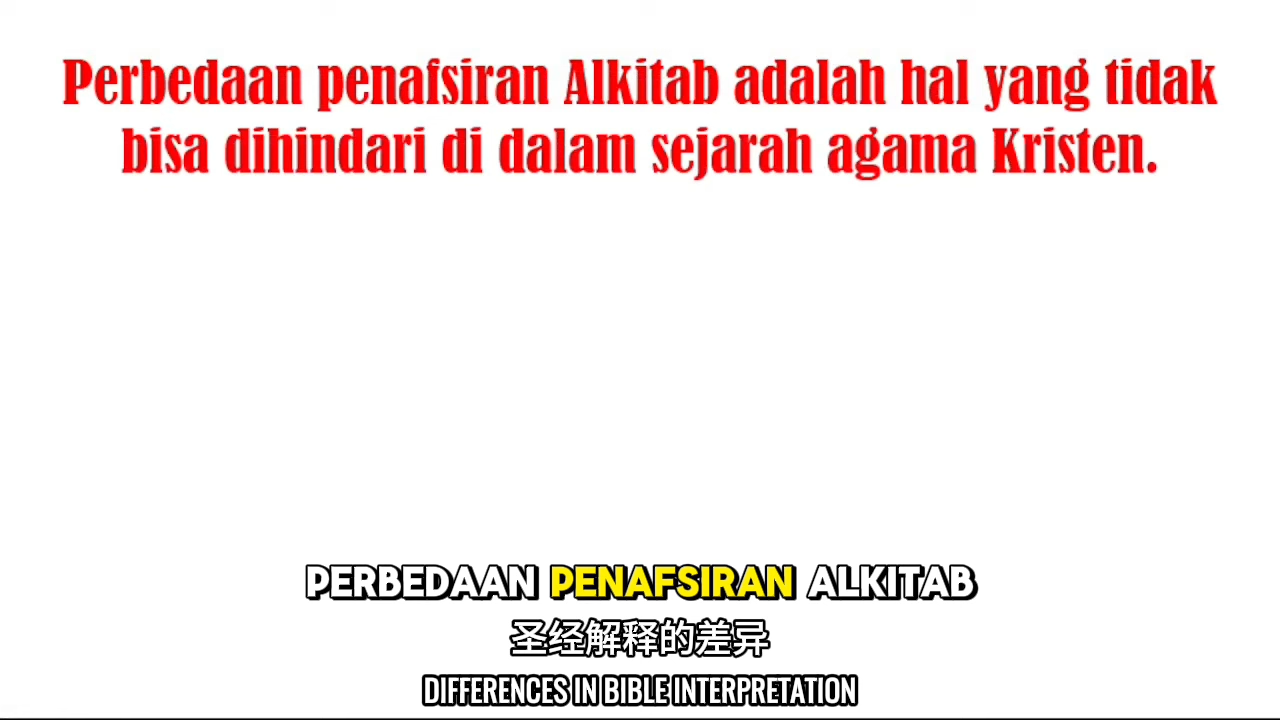 Perbedaan penafsiran Alkitab adalah hal yang tidak
bisa dihindari di dalam sejarah agama Kristen.
PERBEDAAN PENAFSIRAN ALKITAB
圣经解释的差异
DIFFERENCES IN BIBLE INTERPRETATION